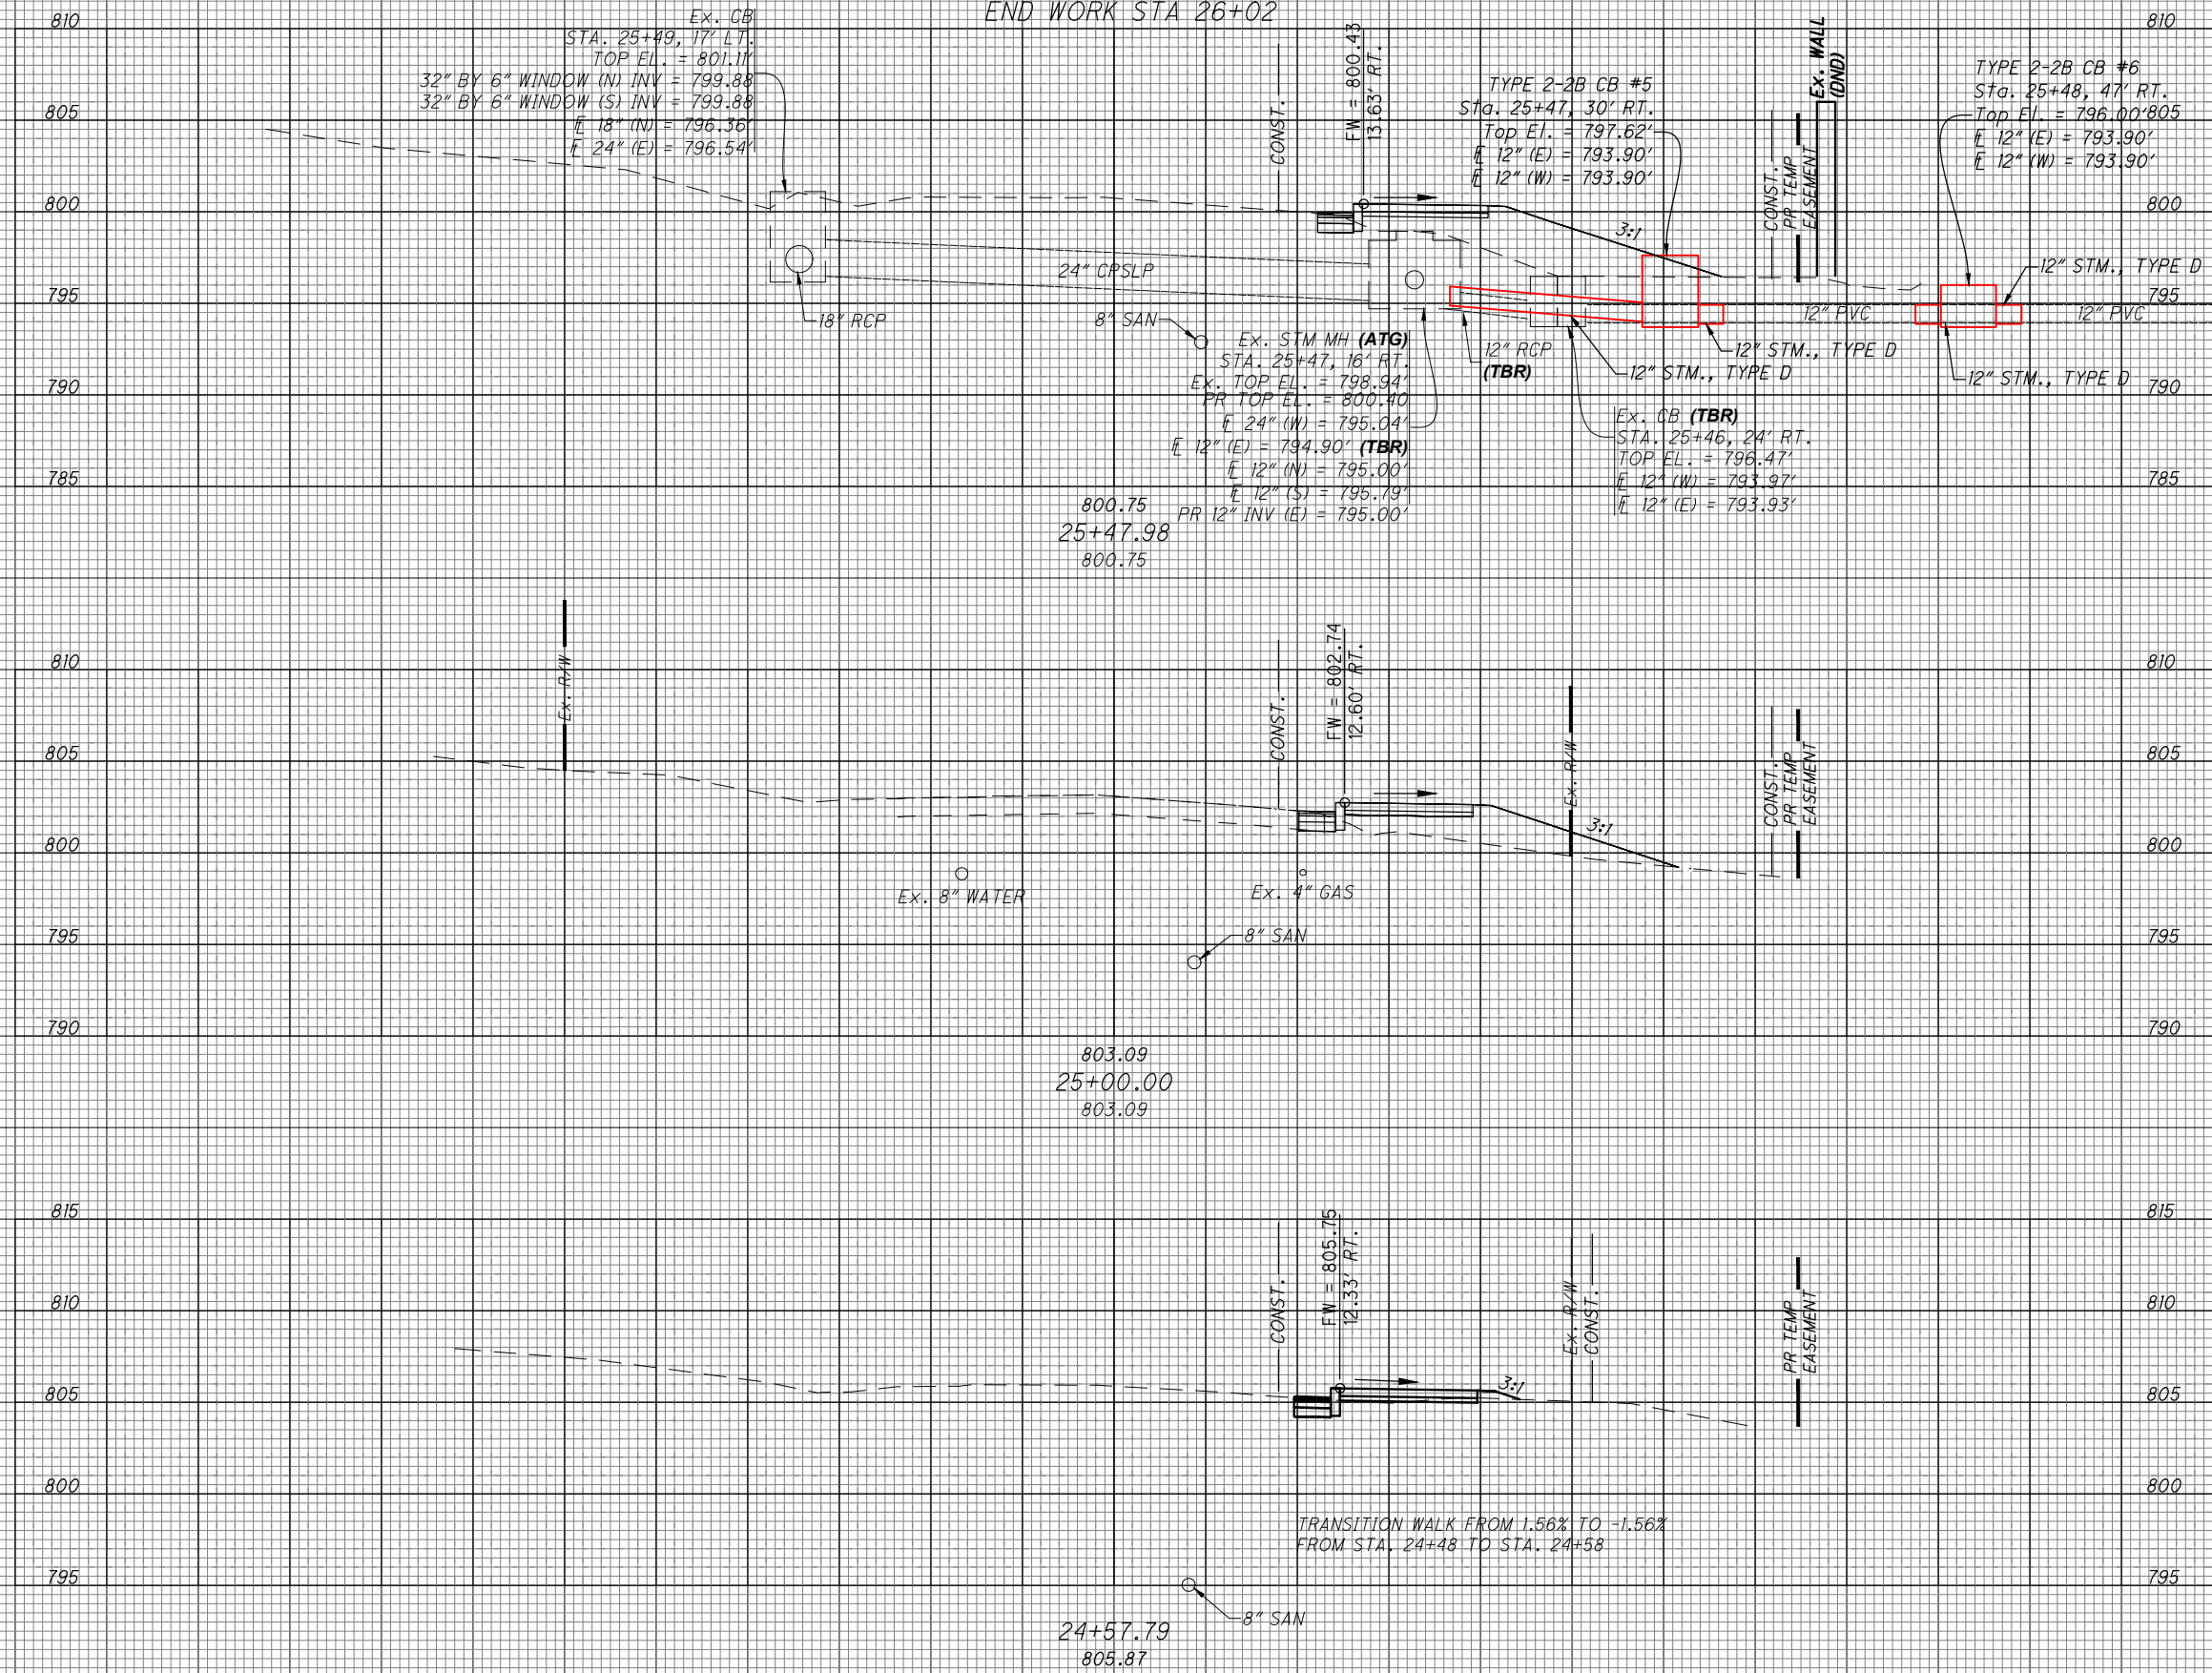 END WORK STA 26+02
810
810
805
805
800
800
795
795
790
790
785
785
Ex. CB
STA. 25+49, 17' LT.
TOP EL. = 801.11'
32" BY 6" WINDOW (N) INV = 799.88
32" BY 6" WINDOW (S) INV = 799.88
℄ 18" (N) = 796.36'
℄ 24" (E) = 796.54'
CONST.
FW = 800.43
13.63' RT.
TYPE 2-2B CB #5
Sta. 25+47, 30' RT.
Top El. = 797.62'
℄ 12" (E) = 793.90'
℄ 12" (W) = 793.90'
CONST.
PR TEMP
EASEMENT
Ex. WALL
(DND)
TYPE 2-2B CB #6
Sta. 25+48, 47' RT.
Top El. = 796.00'
℄ 12" (E) = 793.90'
℄ 12" (W) = 793.90'
3:1
24" CPSLP
18" RCP
8" SAN
12" STM., TYPE D
12" PVC
12" PVC
12" STM., TYPE D
12" STM., TYPE D
12" STM., TYPE D
12" RCP
(TBR)
Ex. STM MH (ATG)
STA. 25+47, 16' RT.
Ex. TOP EL. = 798.94'
PR TOP EL. = 800.40
℄ 24" (W) = 795.04'
℄ 12" (E) = 794.90' (TBR)
℄ 12" (N) = 795.00'
℄ 12" (S) = 795.79'
PR 12" INV (E) = 795.00'
Ex. CB (TBR)
STA. 25+46, 24' RT.
TOP EL. = 796.47'
℄ 12" (W) = 793.97'
℄ 12" (E) = 793.93'
800.75
25+47.98
800.75
810
810
805
805
800
800
795
795
790
790
Ex. R/W
CONST.
FW = 802.74
12.60' RT.
Ex. R/W
CONST.
PR TEMP
EASEMENT
3:1
Ex. 8" WATER
Ex. 4" GAS
8" SAN
803.09
25+00.00
803.09
815
815
810
810
805
805
800
800
795
795
CONST.
FW = 805.75
12.33' RT.
Ex. R/W
CONST.
PR TEMP
EASEMENT
3:1
TRANSITION WALK FROM 1.56% TO -1.56%
FROM STA. 24+48 TO STA. 24+58
8" SAN
24+57.79
805.87